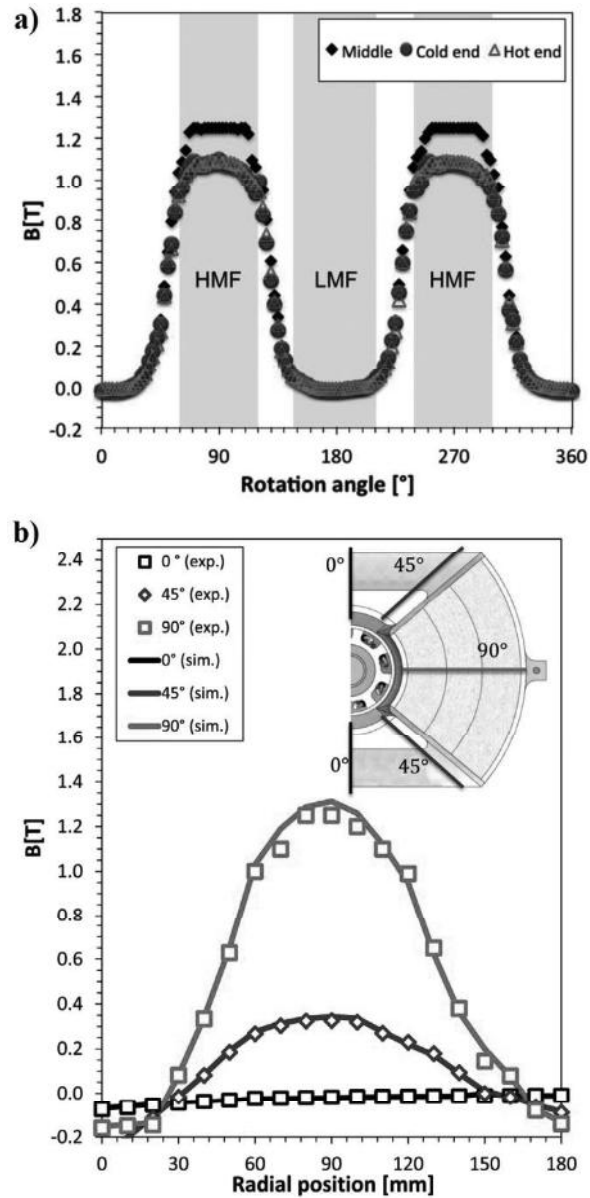 a)
1.8
1.6
1.4
1.2
1.0
0.8
0.6
0.4
0.2
0.0
-0.2
B[T]
Middle Cold end Hot end
HMF LMF HMF
0 90 180 270 360
Rotation angle [°]
b)
2.4
2.2
2.0
1.8
1.6
1.4
1.2
1.0
0.8
0.6
0.4
0.2
0.0
-0.2
B[T]
0 ° (exp.)
45° (exp.)
90° (exp.)
0° (sim.)
45° (sim.)
90° (sim.)
0° 45°
90°
0° 45°
0 30 60 90 120 150 180
Radial position [mm]